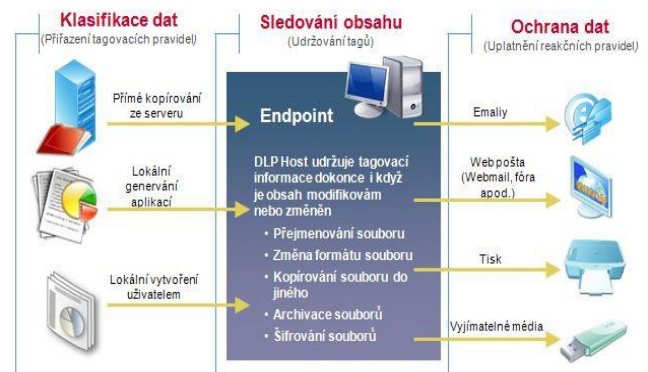 Klasifikace dat
(Přiřazení tagovacích pravidel)
Sledování obsahu
(Udržování tagů)
Ochrana dat
(Uplatnění reakčních pravidel)
Přímé kopírování
ze serveru
Lokální
genervání
aplikací
Lokální vytvoření
uživatelem
Endpoint
DLP Host udržuje tagovací
informace dokonce i když
je obsah modifikovám
nebo změněn
• Přejmenování souboru
• Změna formátu souboru
• Kopírování souboru do
jiného
• Archivace souborů
• Šifrování souborů
Emaliy
Web pošta
(Webmail, fóra
apod.)
Tisk
Vyjímatelné média